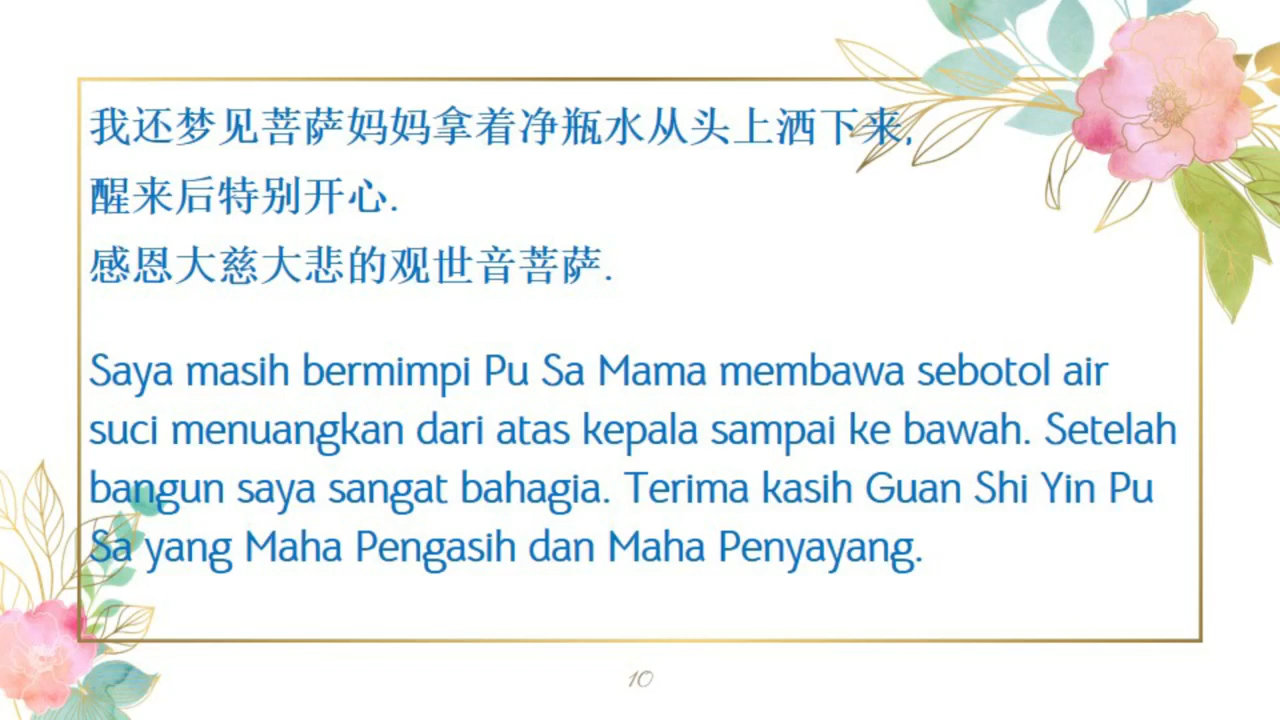 我还梦见菩萨妈妈拿着净瓶水从头上洒下来,
醒来后特别开心.
感恩大慈大悲的观世音菩萨.
Saya masih bermimpi Pu Sa Mama membawa sebotol air
suci menuangkan dari atas kepala sampai ke bawah. Setelah
bangun saya sangat bahagia. Terima kasih Guan Shi Yin Pu
Sa yang Maha Pengasih dan Maha Penyayang.
10